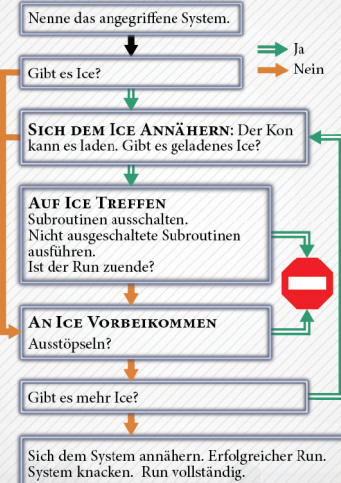 Nenne das angegriffene System.
Ja
Nein
Gibt es Ice?
SICH DEM ICE ANNÄHERN: Der Kon
kann es laden. Gibt es geladenes Ice?
AUF ICE TREFFEN
Subroutinen ausschalten.
Nicht ausgeschaltete Subroutinen
ausführen.
Ist der Run zuende?
AN ICE VORBEIKOMMEN
Ausstöpseln?
Gibt es mehr Ice?
Sich dem System annähern. Erfolgreicher Run.
System knacken. Run vollständig.